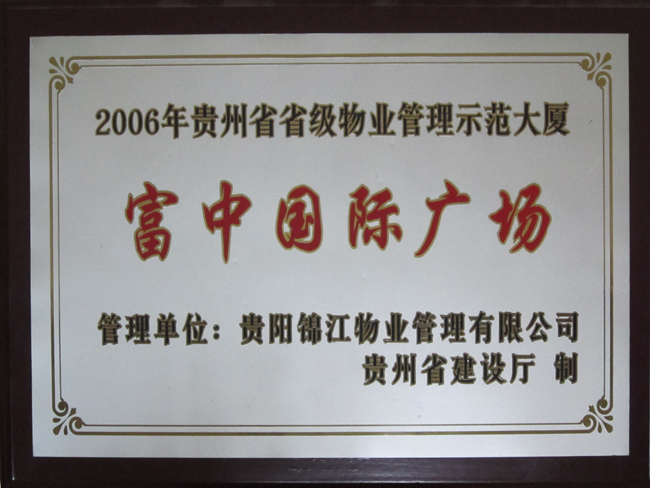 2006年贵州省省级物业管理示范大厦
富中国际广场
管理单位：贵阳锦江物业管理有限公司
贵州省建设厅 制